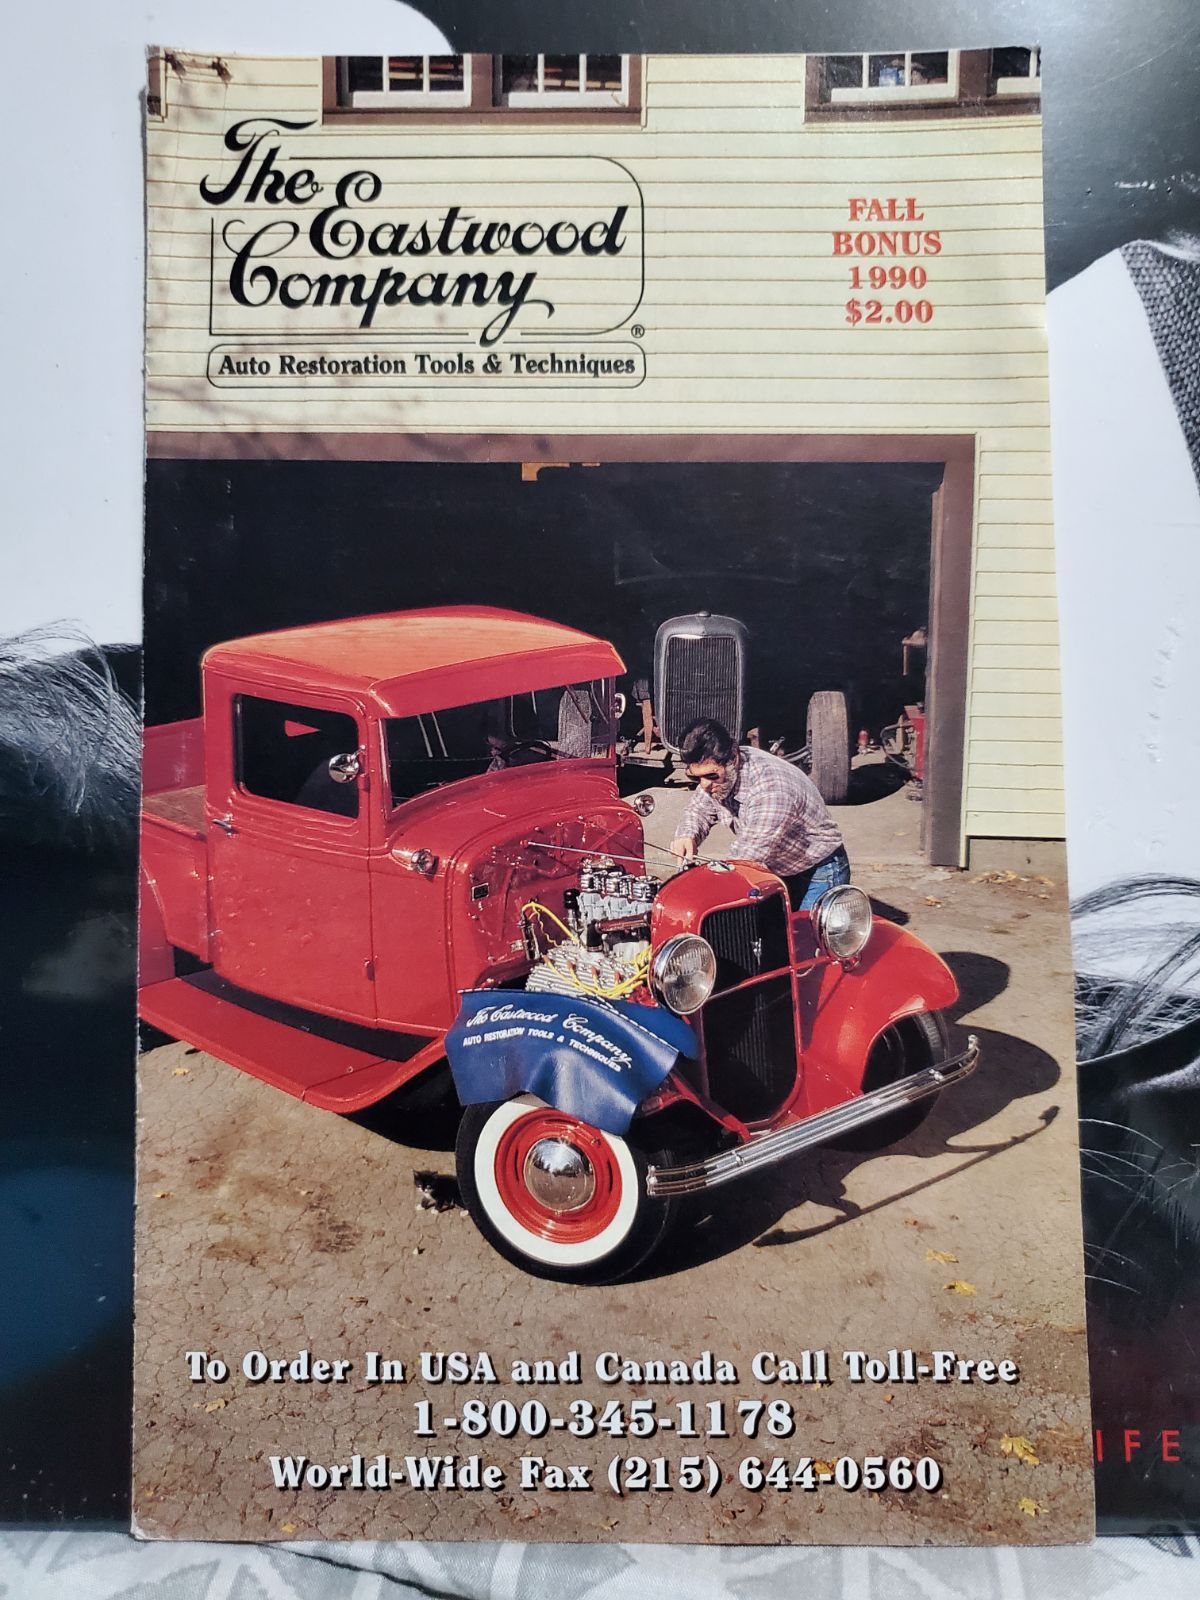 The
Eastwood
Company
®
Auto Restoration Tools & Techniques
FALL
BONUS
1990
$2.00
The Eastwood Company
AUTO RESTORATION TOOLS & TECHNIQUES
To Order In USA and Canada Call Toll-Free
1-800-345-1178
World-Wide Fax (215) 644-0560
IFE